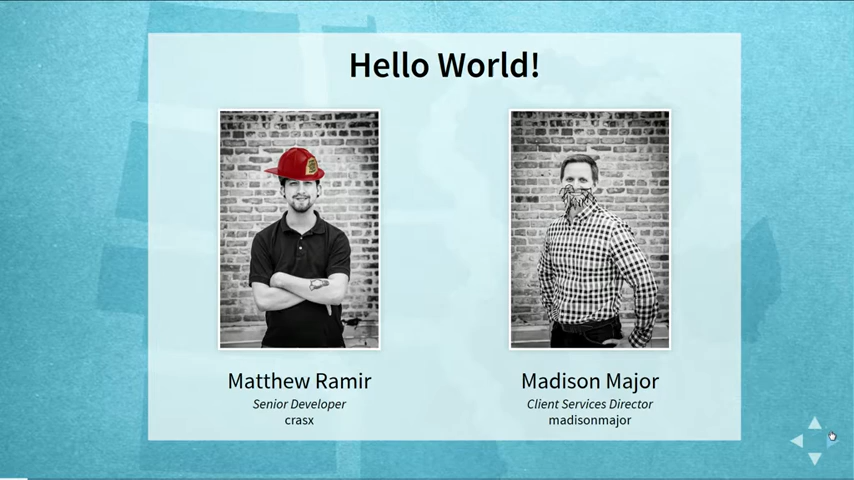 Hello World!
Matthew Ramir
Senior Developer
crasx
Madison Major
Client Services Director
madisonmajor